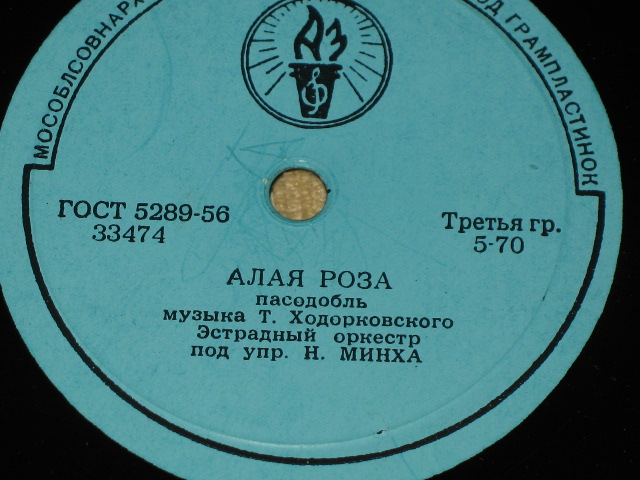 МОСОБЛСОВНАРХ
ГРАМПЛАСТИНОК
АЗ
ГОСТ 5289-56
33474
Третья гр.
5-70
АЛАЯ РОЗА
пасодобль
музыка Т. Ходорковского
Эстрадный оркестр
под упр. Н. МИНХА